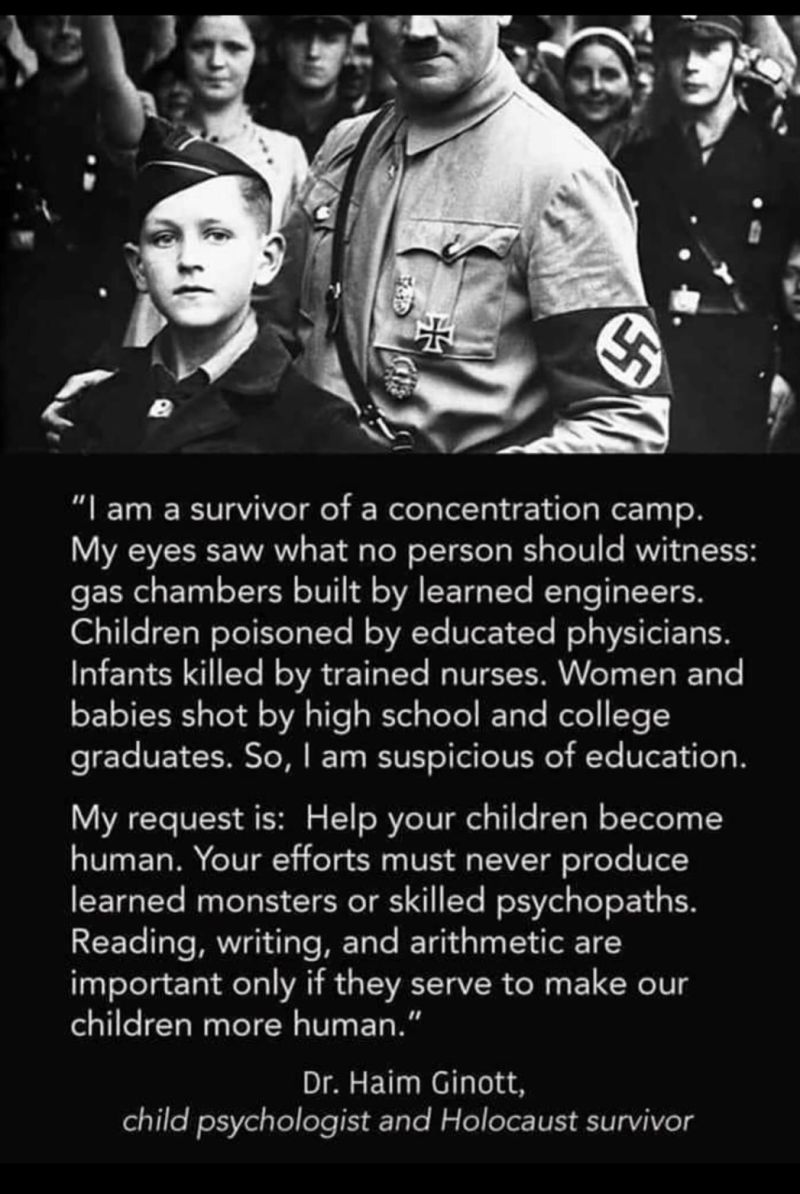 "I am a survivor of a concentration camp.
My eyes saw what no person should witness:
gas chambers built by learned engineers.
Children poisoned by educated physicians.
Infants killed by trained nurses. Women and
babies shot by high school and college
graduates. So, I am suspicious of education.
My request is:  Help your children become
human. Your efforts must never produce
learned monsters or skilled psychopaths.
Reading, writing, and arithmetic are
important only if they serve to make our
children more human."
Dr. Haim Ginott,
child psychologist and Holocaust survivor